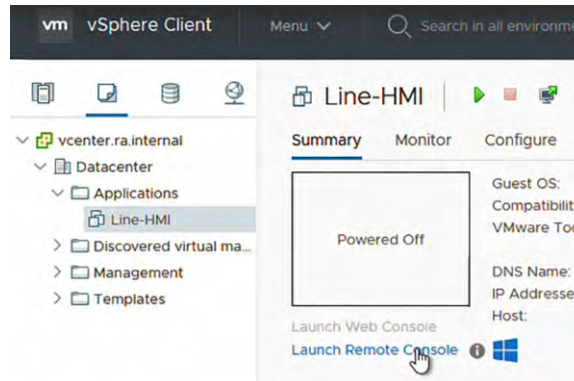 vm vSphere Client Menu Search in all environme
Line-HMI
Summary Monitor Configure
vcenter.ra.internal
Datacenter
Applications
Line-HMI
Discovered virtual ma...
Management
Templates
Powered Off
Guest OS:
Compatibilit
VMware Too
DNS Name:
IP Addresse
Host:
Launch Web Console
Launch Remote Console